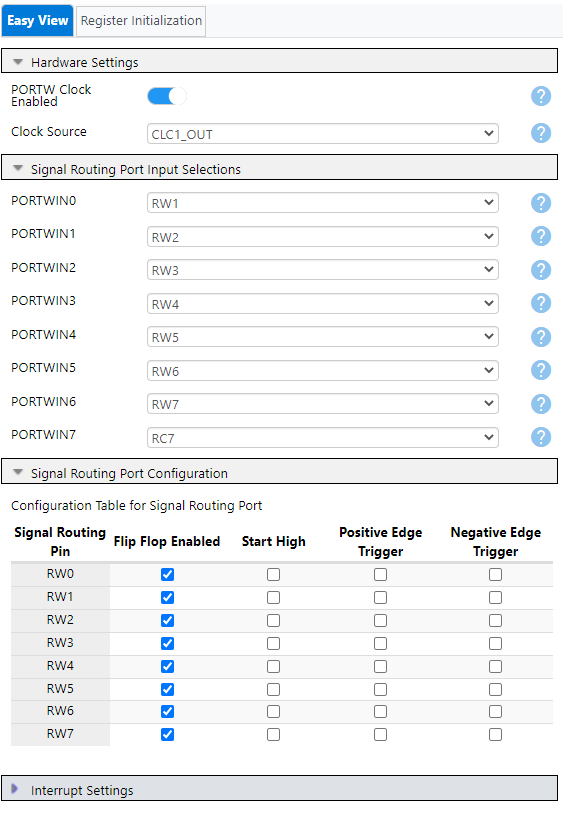 Easy View
Register Initialization
Hardware Settings
PORTW Clock
Enabled
?
Clock Source
CLC1_OUT
?
Signal Routing Port Input Selections
PORTWIN0
RW1
?
PORTWIN1
RW2
?
PORTWIN2
RW3
?
PORTWIN3
RW4
?
PORTWIN4
RW5
?
PORTWIN5
RW6
?
PORTWIN6
RW7
?
PORTWIN7
RC7
?
Signal Routing Port Configuration
Configuration Table for Signal Routing Port
Signal Routing
Pin
Flip Flop Enabled
Start High
Positive Edge
Trigger
Negative Edge
Trigger
RW0
RW1
RW2
RW3
RW4
RW5
RW6
RW7
Interrupt Settings